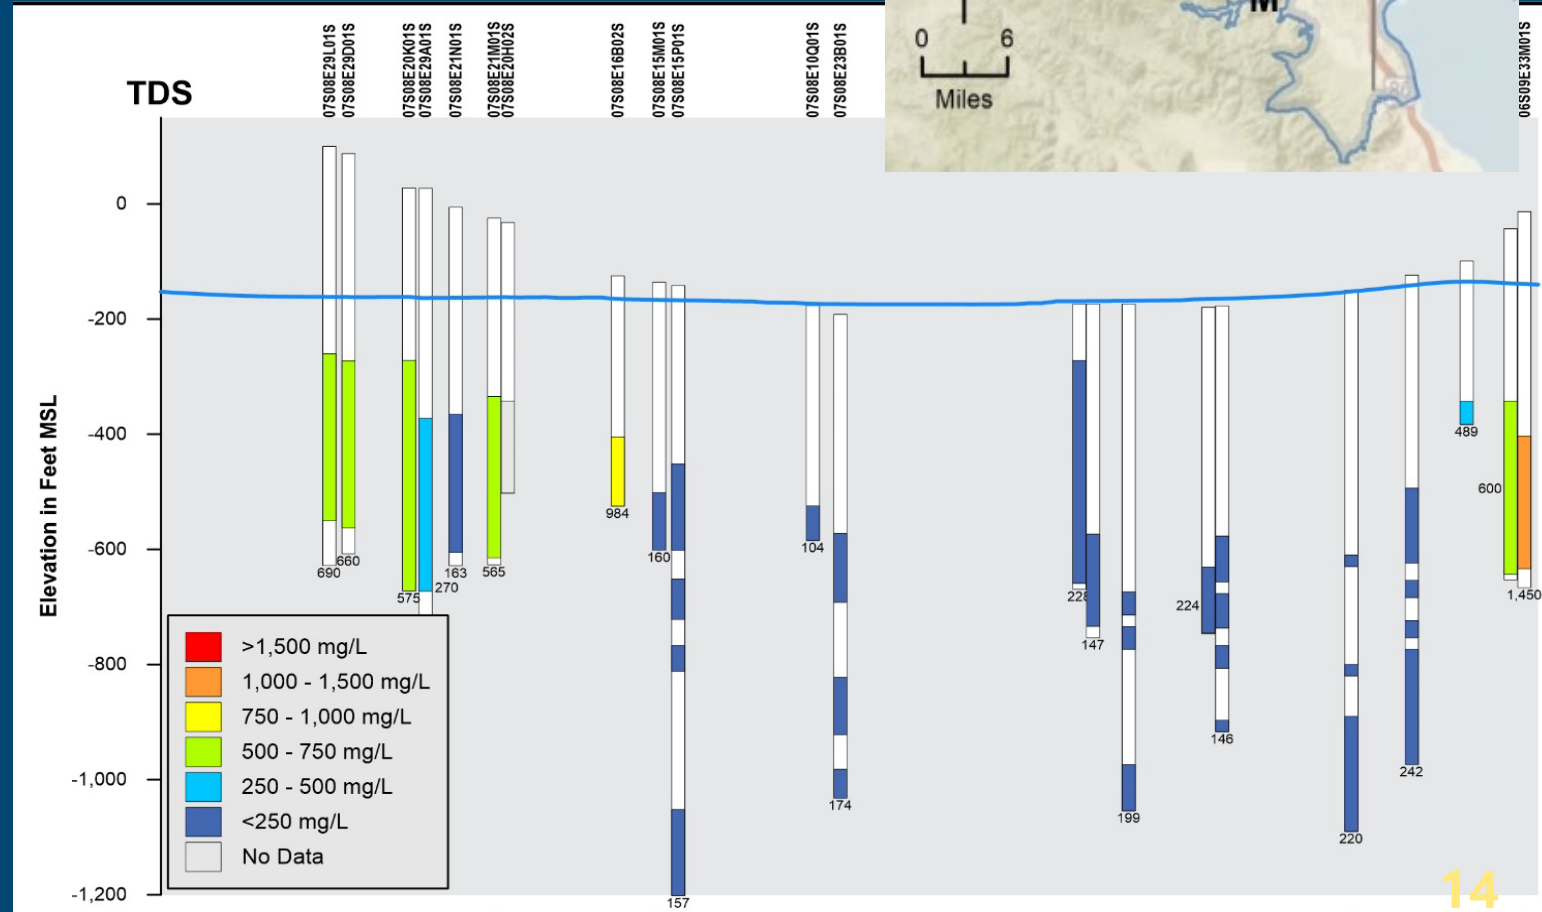 TDS
07S08E29L01S
07S08E29D01S
07S08E20K01S
07S08E29A01S
07S08E21N01S
07S08E21M01S
07S08E20H02S
07S08E16B02S
07S08E15M01S
07S08E15P01S
07S08E10Q01S
07S08E23B01S
06S09E33M01S
M
0 6
Miles
86
Elevation in Feet MSL
0
-200
-400
-600
-800
-1,000
-1,200
690
660
575
270
163
565
984
160
157
104
174
228
147
199
224
146
220
242
489
600
1,450
>1,500 mg/L
1,000 - 1,500 mg/L
750 - 1,000 mg/L
500 - 750 mg/L
250 - 500 mg/L
<250 mg/L
No Data
14